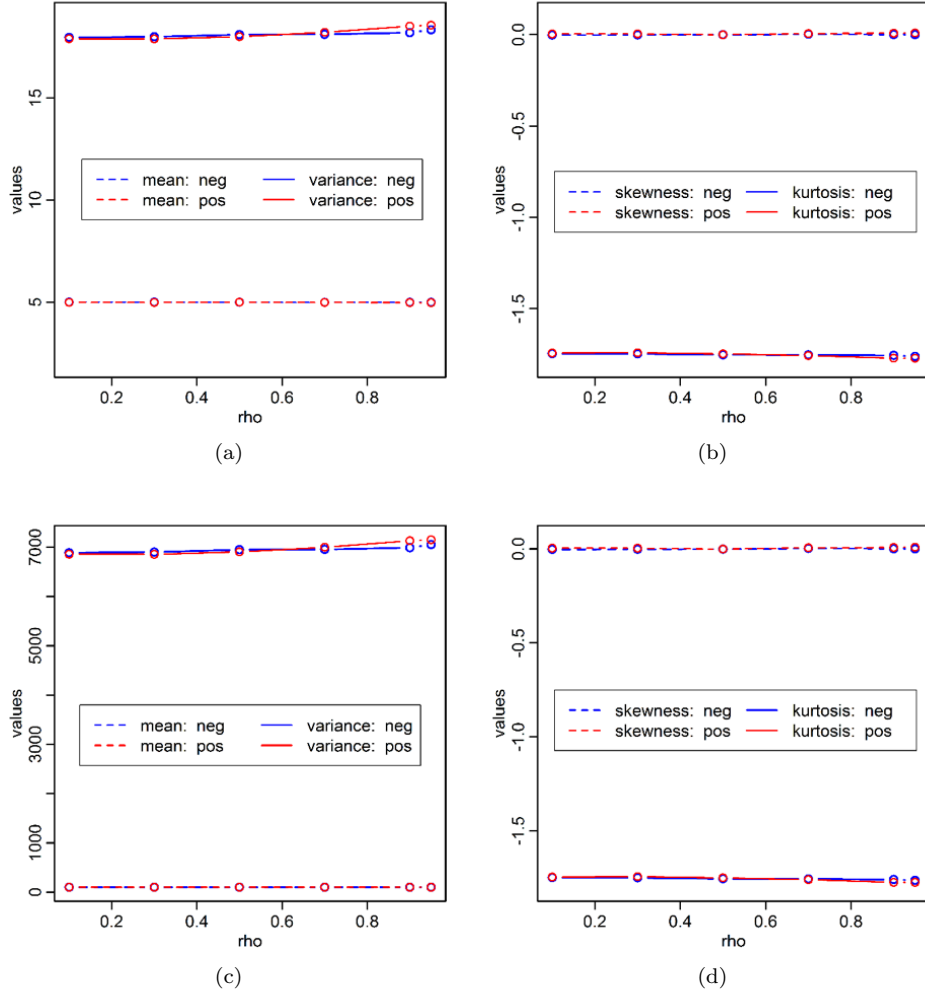 values
5
10
15
mean: neg
variance: neg
mean: pos
variance: pos
0.2 0.4 0.6 0.8
rho
(a)
values
-1.5
-1.0
-0.5
0.0
skewness: neg
kurtosis: neg
skewness: pos
kurtosis: pos
0.2 0.4 0.6 0.8
rho
(b)
values
0
1000
3000
5000
7000
mean: neg
variance: neg
mean: pos
variance: pos
0.2 0.4 0.6 0.8
rho
(c)
values
-1.5
-1.0
-0.5
0.0
skewness: neg
kurtosis: neg
skewness: pos
kurtosis: pos
0.2 0.4 0.6 0.8
rho
(d)